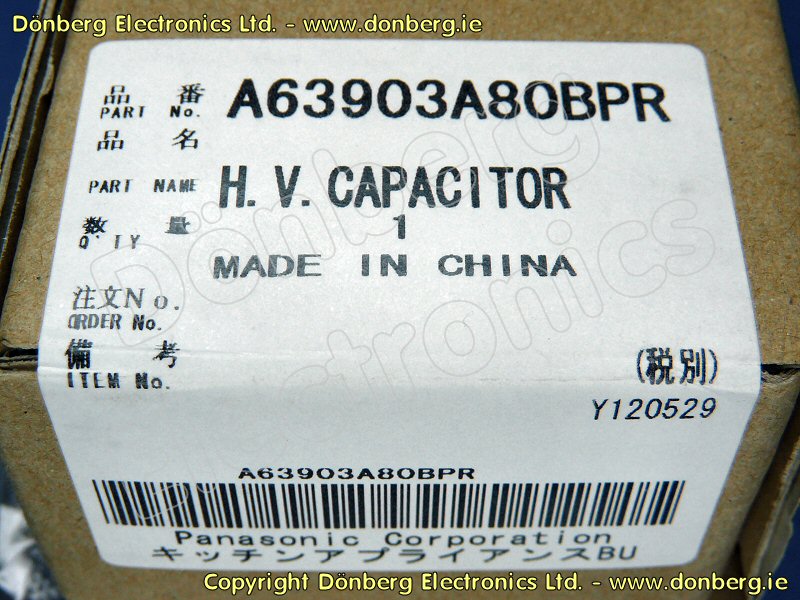 Dönberg Electronics Ltd. - www.donberg.ie
品 番
PART No. A63903A80BPR
品 名
PART NAME H.V.CAPACITOR
数 量 1
Q'TY
MADE IN CHINA
注文No.
ORDER No.
備 考
ITEM No.
(税別)
Y120529
A63903A80BPR
Panasonic Corporation
キッチンアプライアンスBU
Dönberg Electronics
Copyright Dönberg Electronics Ltd. - www.donberg.ie